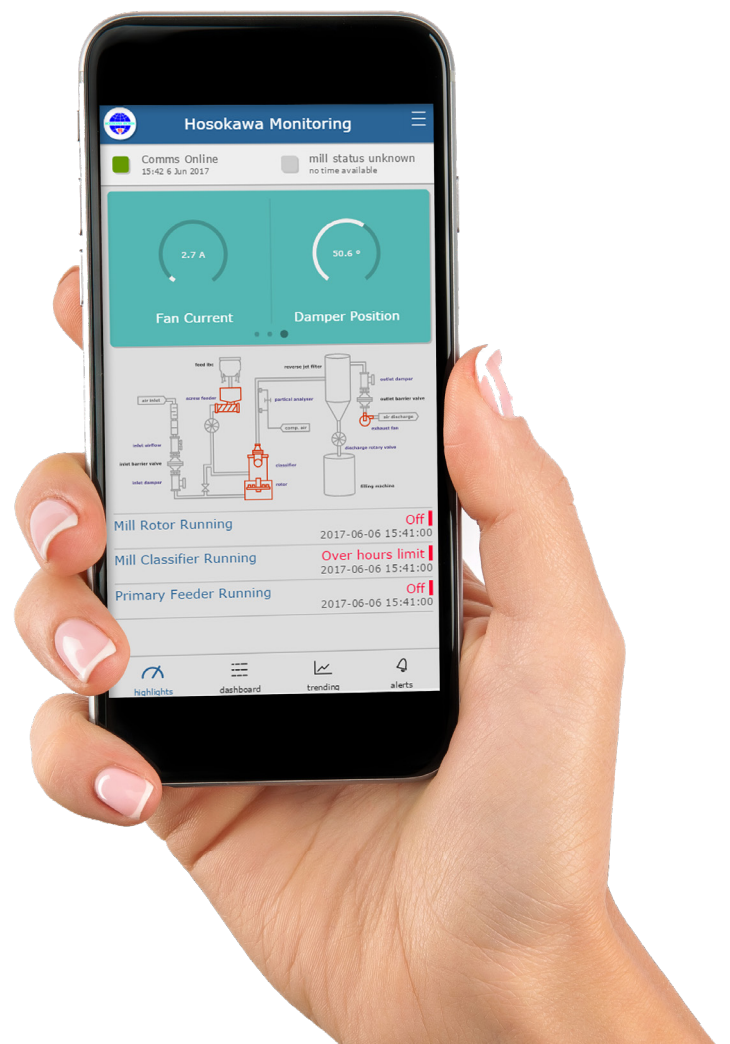 Hosokawa Monitoring
Comms Online
15:42 6 Jun 2017
mill status unknown
no time available
2.7 A
50.6 °
Fan Current
Damper Position
feed ibc
reverse jet filter
outlet damper
air inlet
screw feeder
partical analyser
outlet barrier valve
air discharge
comp. air
exhaust fan
inlet airflow
discharge rotary valve
inlet barrier valve
classifier
inlet damper
rotor
filling machine
Mill Rotor Running
Off
2017-06-06 15:41:00
Mill Classifier Running
Over hours limit
2017-06-06 15:41:00
Primary Feeder Running
Off
2017-06-06 15:41:00
highlights
dashboard
trending
alerts